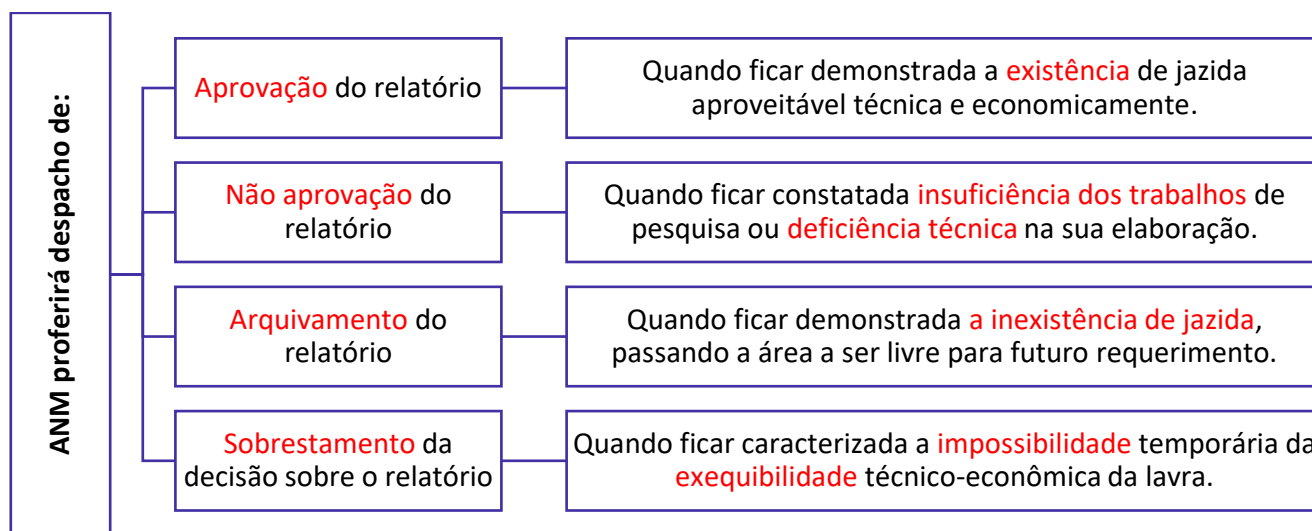 ANM proferirá despacho de:
Aprovação do relatório
Quando ficar demonstrada a existência de jazida
aproveitável técnica e economicamente.
Não aprovação do
relatório
Quando ficar constatada insuficiência dos trabalhos de
pesquisa ou deficiência técnica na sua elaboração.
Arquivamento do
relatório
Quando ficar demonstrada a inexistência de jazida,
passando a área a ser livre para futuro requerimento.
Sobrestamento da
decisão sobre o relatório
Quando ficar caracterizada a impossibilidade temporária da
exequibilidade técnico-econômica da lavra.